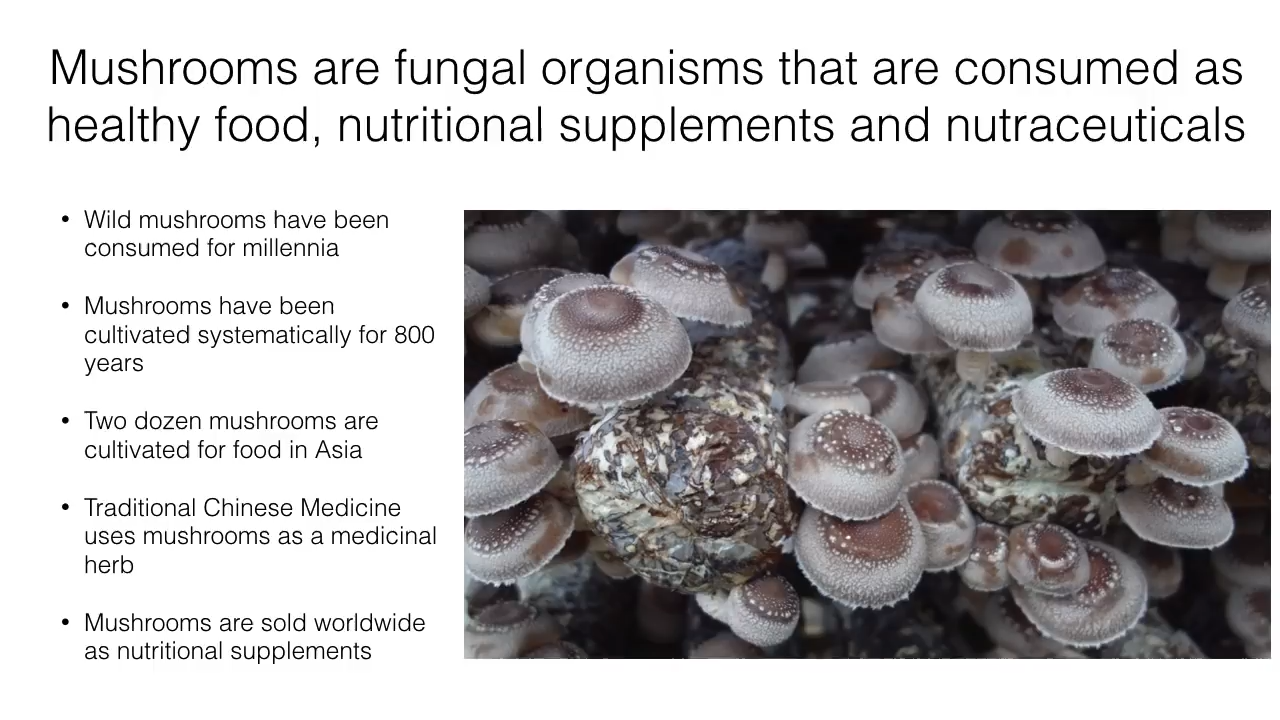 Mushrooms are fungal organisms that are consumed as
healthy food, nutritional supplements and nutraceuticals
• Wild mushrooms have been
consumed for millennia
• Mushrooms have been
cultivated systematically for 800
years
• Two dozen mushrooms are
cultivated for food in Asia
• Traditional Chinese Medicine
uses mushrooms as a medicinal
herb
• Mushrooms are sold worldwide
as nutritional supplements